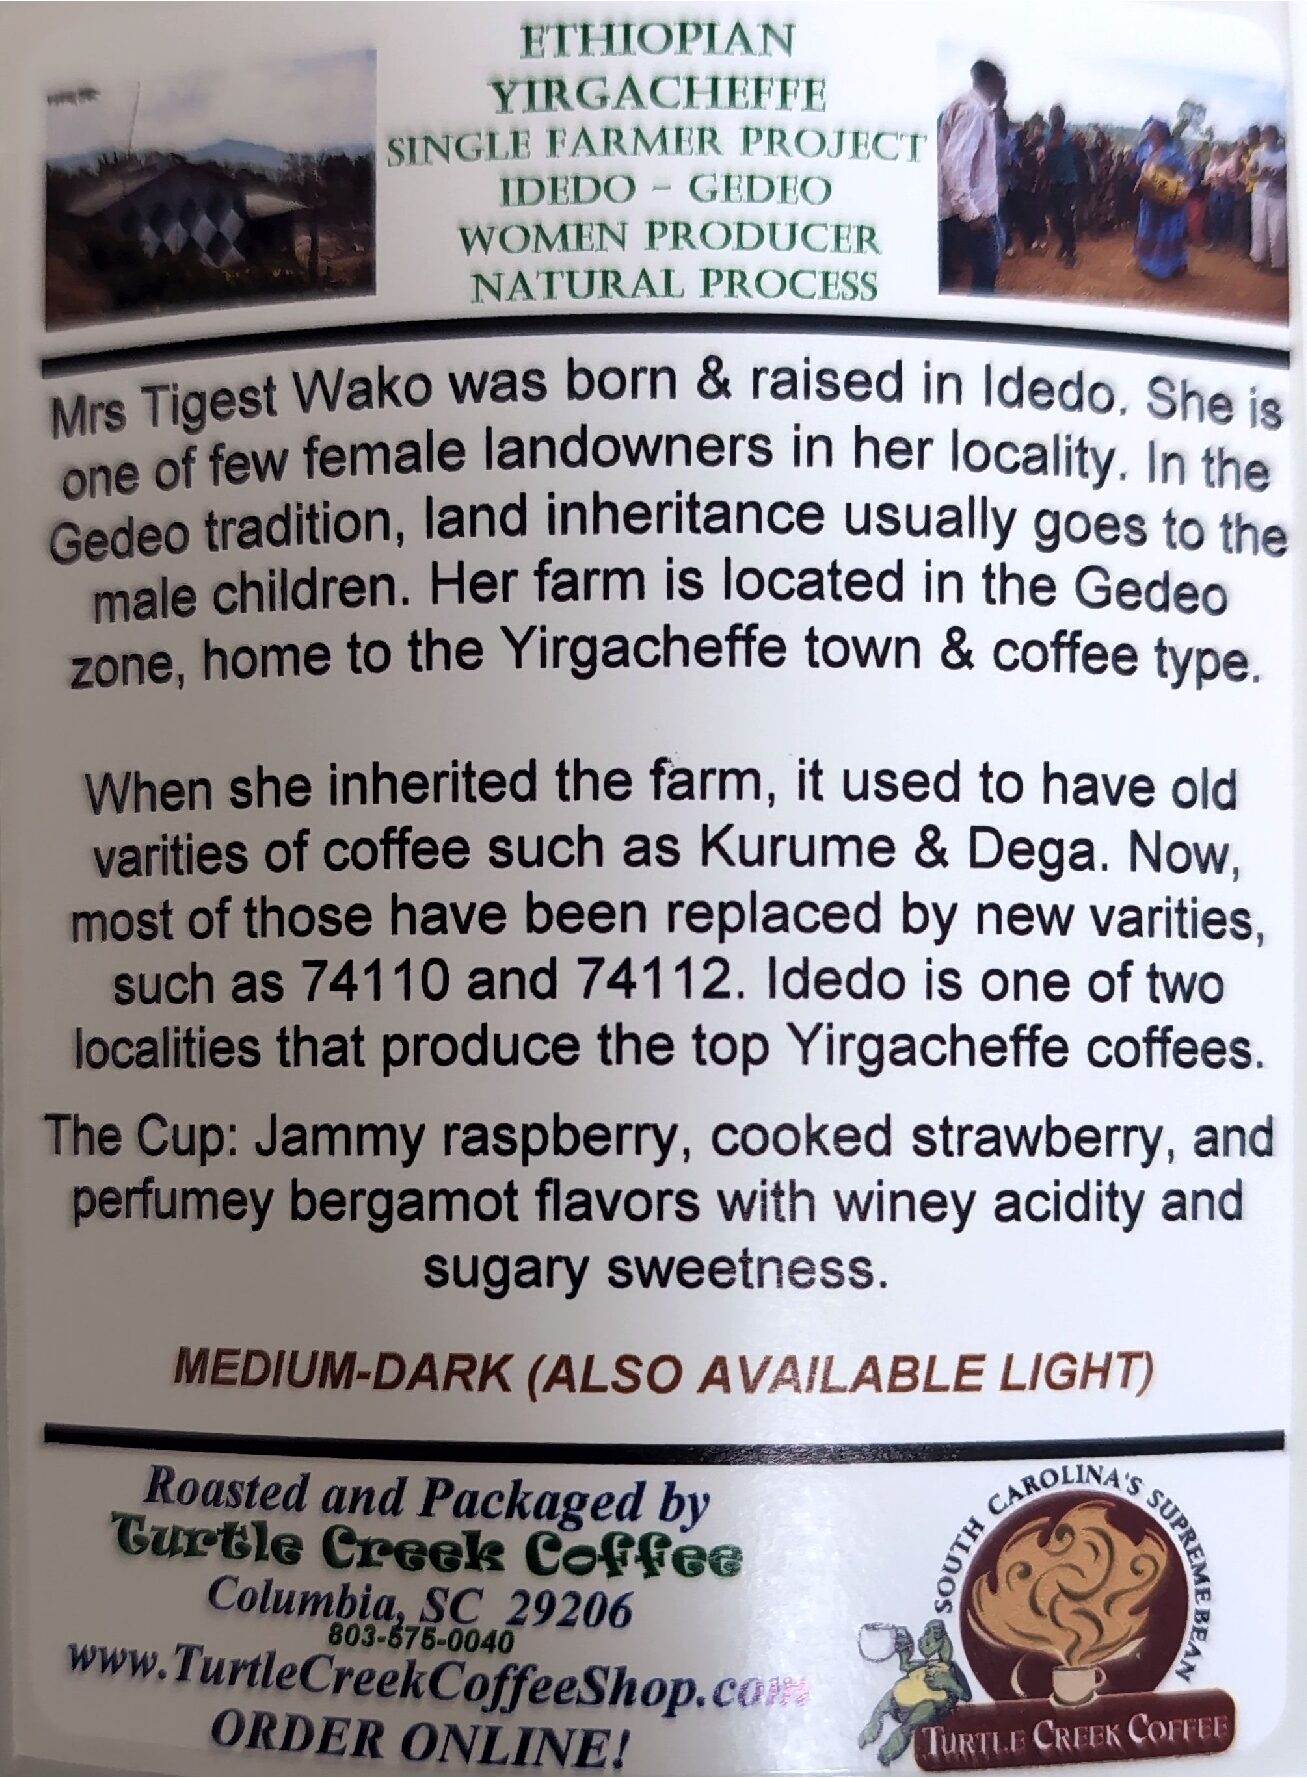 ETHIOPIAN
YIRGACHEFFE
SINGLE FARMER PROJECT
IDEDO - GEDEO
WOMEN PRODUCER
NATURAL PROCESS
Mrs Tigest Wako was born & raised in Idedo. She is
one of few female landowners in her locality. In the
Gedeo tradition, land inheritance usually goes to the
male children. Her farm is located in the Gedeo
zone, home to the Yirgacheffe town & coffee type.
When she inherited the farm, it used to have old
varities of coffee such as Kurume & Dega. Now,
most of those have been replaced by new varities,
such as 74110 and 74112. Idedo is one of two
localities that produce the top Yirgacheffe coffees.
The Cup: Jammy raspberry, cooked strawberry, and
perfumey bergamot flavors with winey acidity and
sugary sweetness.
MEDIUM-DARK (ALSO AVAILABLE LIGHT)
Roasted and Packaged by
Turtle Creek Coffee
Columbia, SC 29206
803-575-0040
www.TurtleCreekCoffeeShop.com
ORDER ONLINE!
SOUTH CAROLINA'S SUPREME BEAN
TURTLE CREEK COFFEE